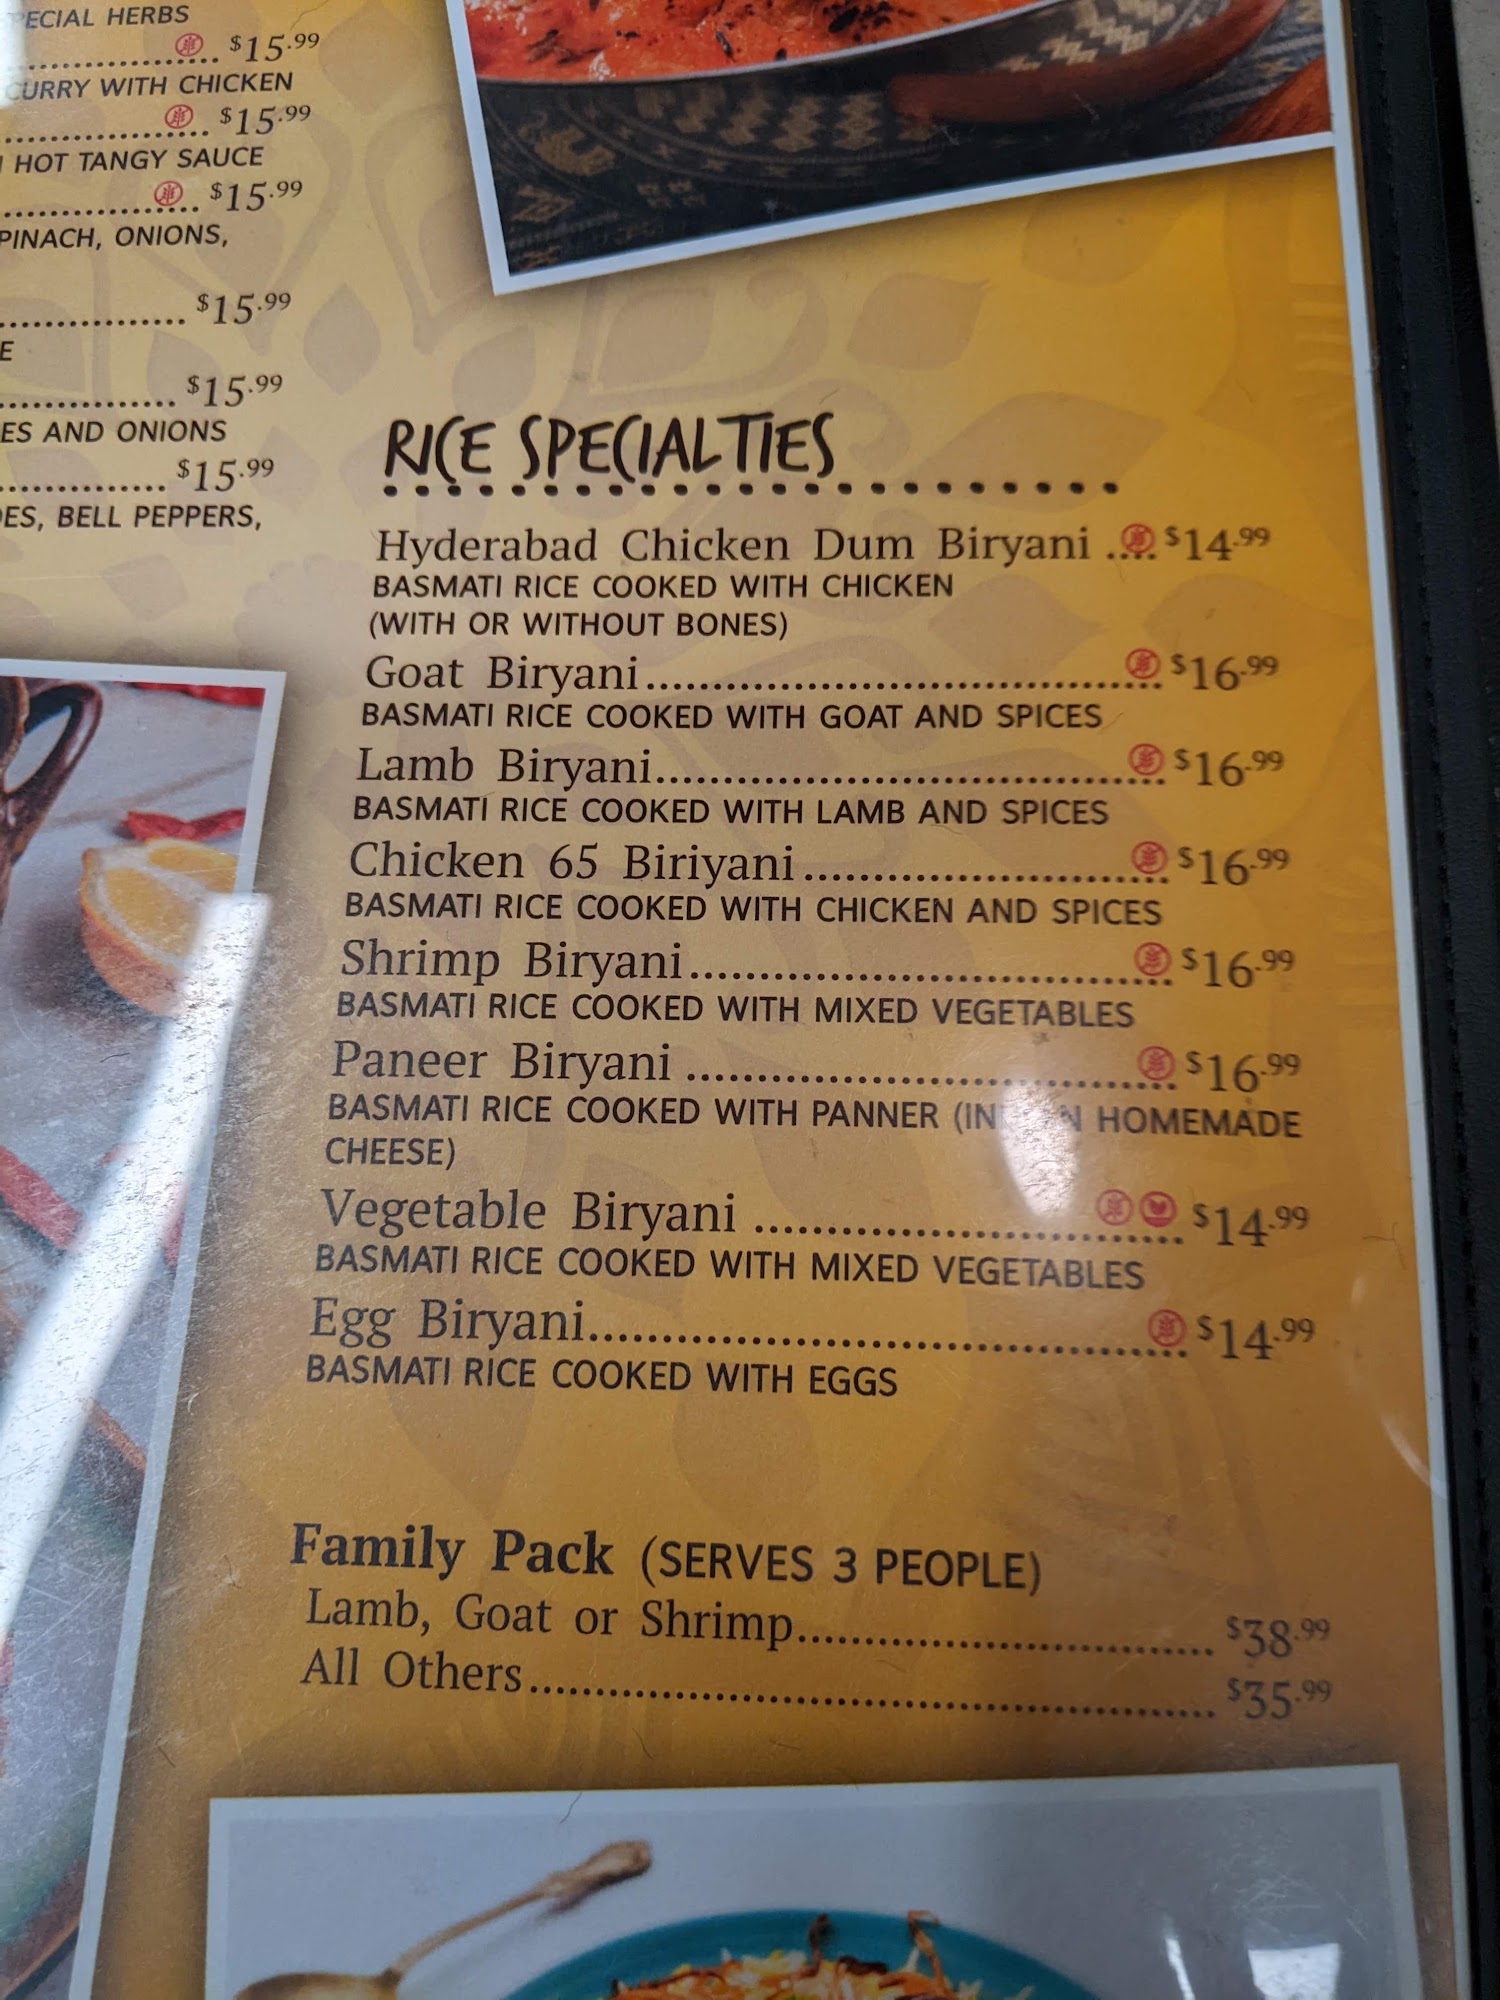 ECIAL HERBS
$15.99
CURRY WITH CHICKEN
$15.99
HOT TANGY SAUCE
$15.99
PINACH, ONIONS,
$15.99
E
$15.99
ES AND ONIONS
$15.99
ES, BELL PEPPERS,
RICE SPECIALTIES
Hyderabad Chicken Dum Biryani .... $14.99
BASMATI RICE COOKED WITH CHICKEN
(WITH OR WITHOUT BONES)
Goat Biryani........................................ $16.99
BASMATI RICE COOKED WITH GOAT AND SPICES
Lamb Biryani....................................... $16.99
BASMATI RICE COOKED WITH LAMB AND SPICES
Chicken 65 Biriyani........................... $16.99
BASMATI RICE COOKED WITH CHICKEN AND SPICES
Shrimp Biryani................................... $16.99
BASMATI RICE COOKED WITH MIXED VEGETABLES
Paneer Biryani ................................... $16.99
BASMATI RICE COOKED WITH PANNER HOMEMADE
CHEESE)
Vegetable Biryani ............................... $14.99
BASMATI RICE COOKED WITH MIXED VEGETABLES
Egg Biryani.......................................... $14.99
BASMATI RICE COOKED WITH EGGS
Family Pack (SERVES 3 PEOPLE)
Lamb, Goat or Shrimp............................. $38.99
All Others................................................ $35.99